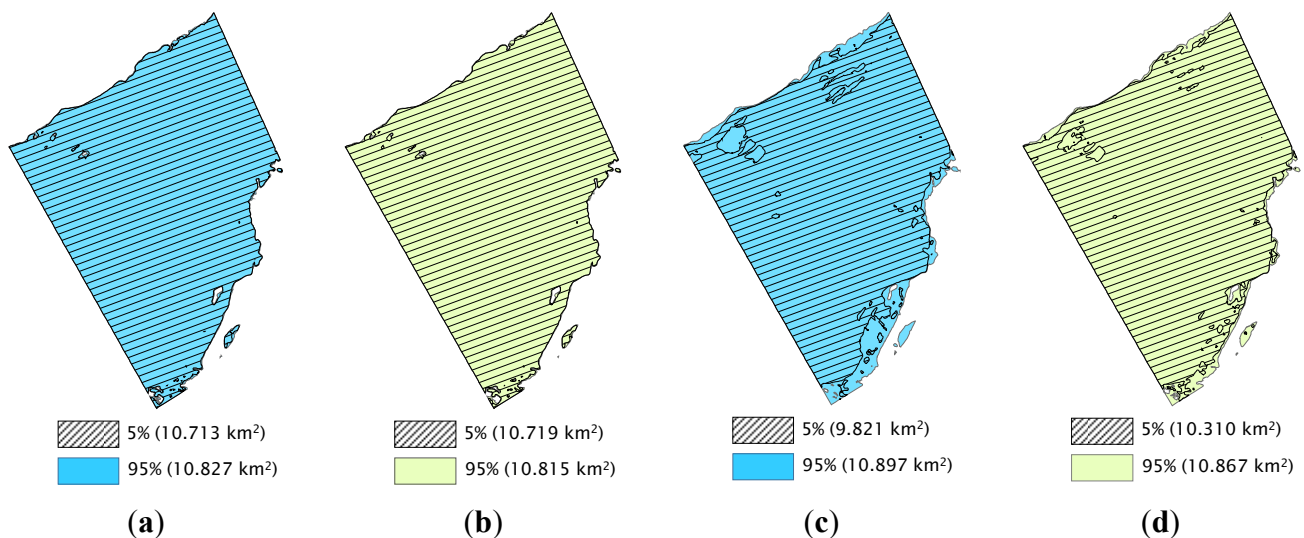 5% (10.713 km²)
95% (10.827 km²)
(a)
5% (10.719 km²)
95% (10.815 km²)
(b)
5% (9.821 km²)
95% (10.897 km²)
(c)
5% (10.310 km²)
95% (10.867 km²)
(d)